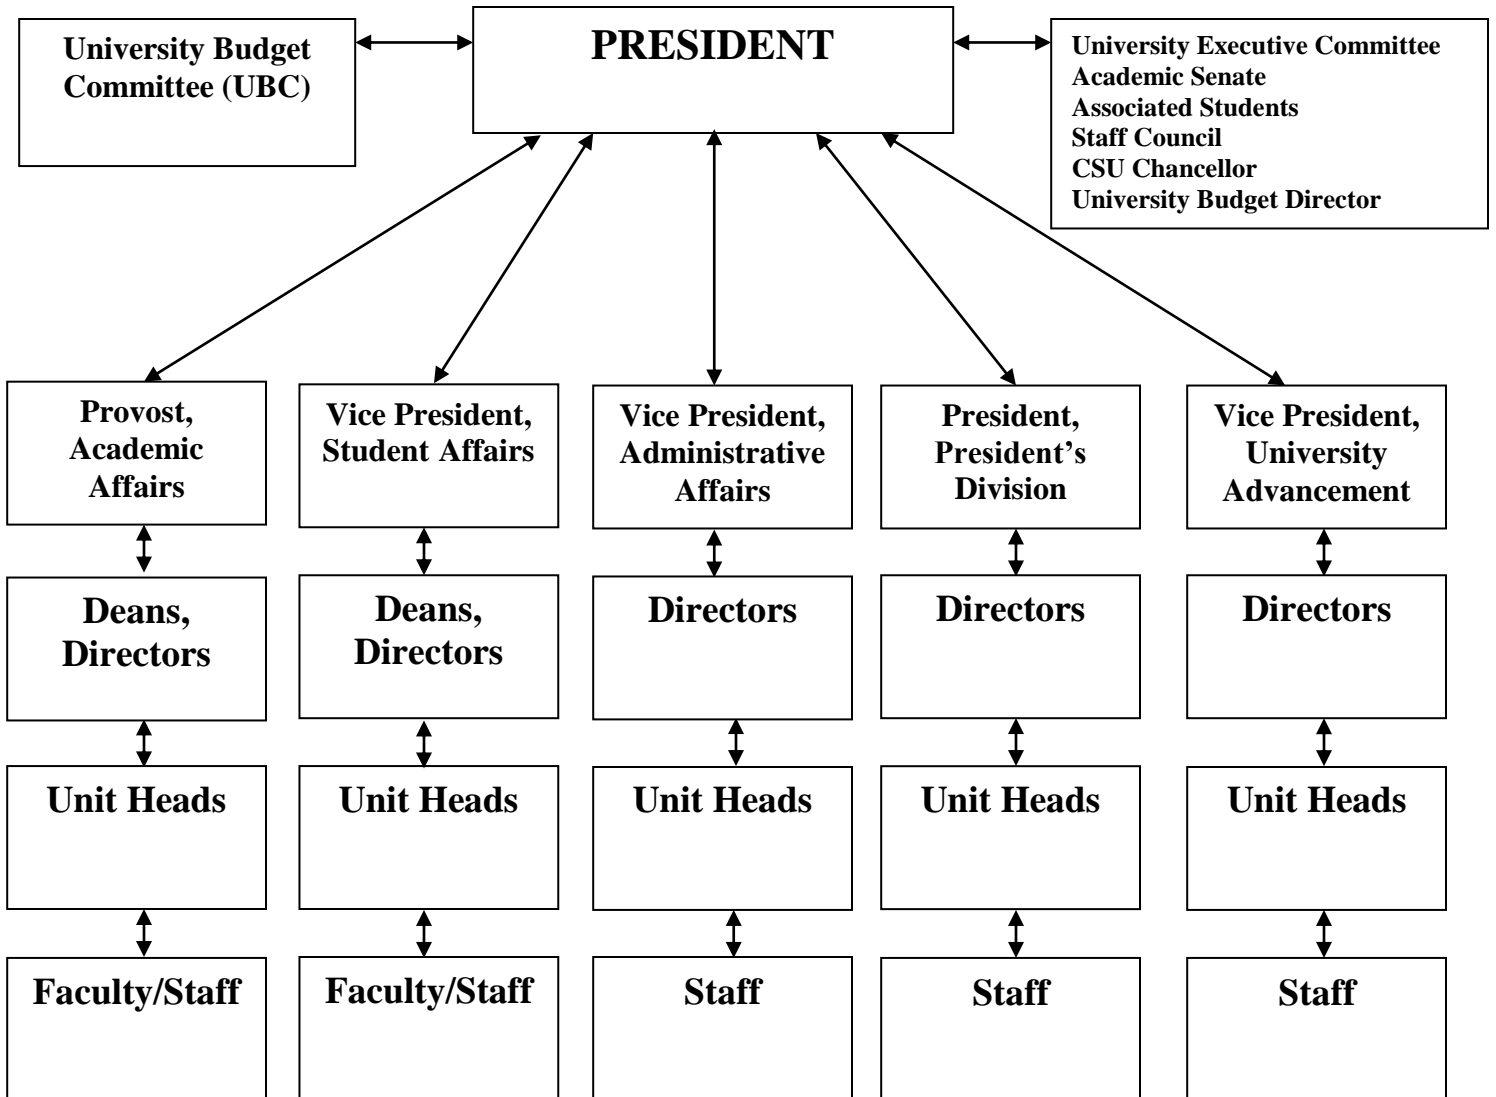 University Budget
Committee (UBC)
PRESIDENT
University Executive Committee
Academic Senate
Associated Students
Staff Council
CSU Chancellor
University Budget Director
Provost,
Academic
Affairs
Vice President,
Student Affairs
Vice President,
Administrative
Affairs
President,
President’s
Division
Vice President,
University
Advancement
Deans,
Directors
Deans,
Directors
Directors
Directors
Directors
Unit Heads
Unit Heads
Unit Heads
Unit Heads
Unit Heads
Faculty/Staff
Faculty/Staff
Staff
Staff
Staff